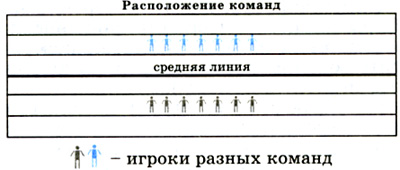 Расположение команд
средняя линия
– игроки разных команд